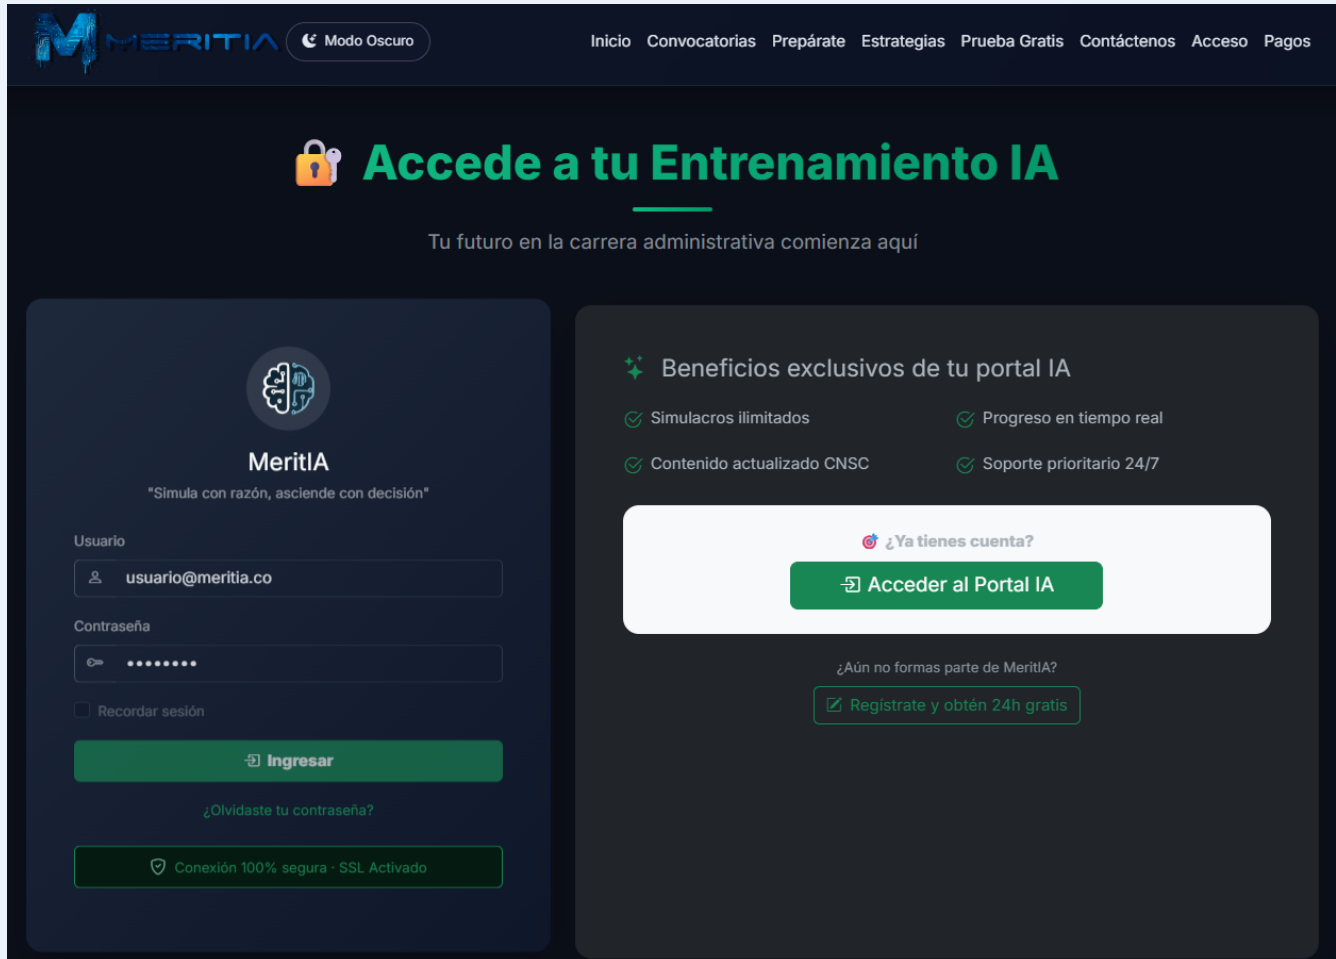 MERITIA
Modo Oscuro
Inicio Convocatorias Prepárate Estrategias Prueba Gratis Contáctenos Acceso Pagos
Accede a tu Entrenamiento IA
Tu futuro en la carrera administrativa comienza aquí
MeritIA
"Simula con razón, asciende con decisión"
Usuario
usuario@meritia.co
Contraseña
••••••••
Recordar sesión
Ingresar
¿Olvidaste tu contraseña?
Conexión 100% segura · SSL Activado
Beneficios exclusivos de tu portal IA
Simulacros ilimitados
Progreso en tiempo real
Contenido actualizado CNSC
Soporte prioritario 24/7
¿Ya tienes cuenta?
Acceder al Portal IA
¿Aún no formas parte de MeritIA?
Regístrate y obtén 24h gratis